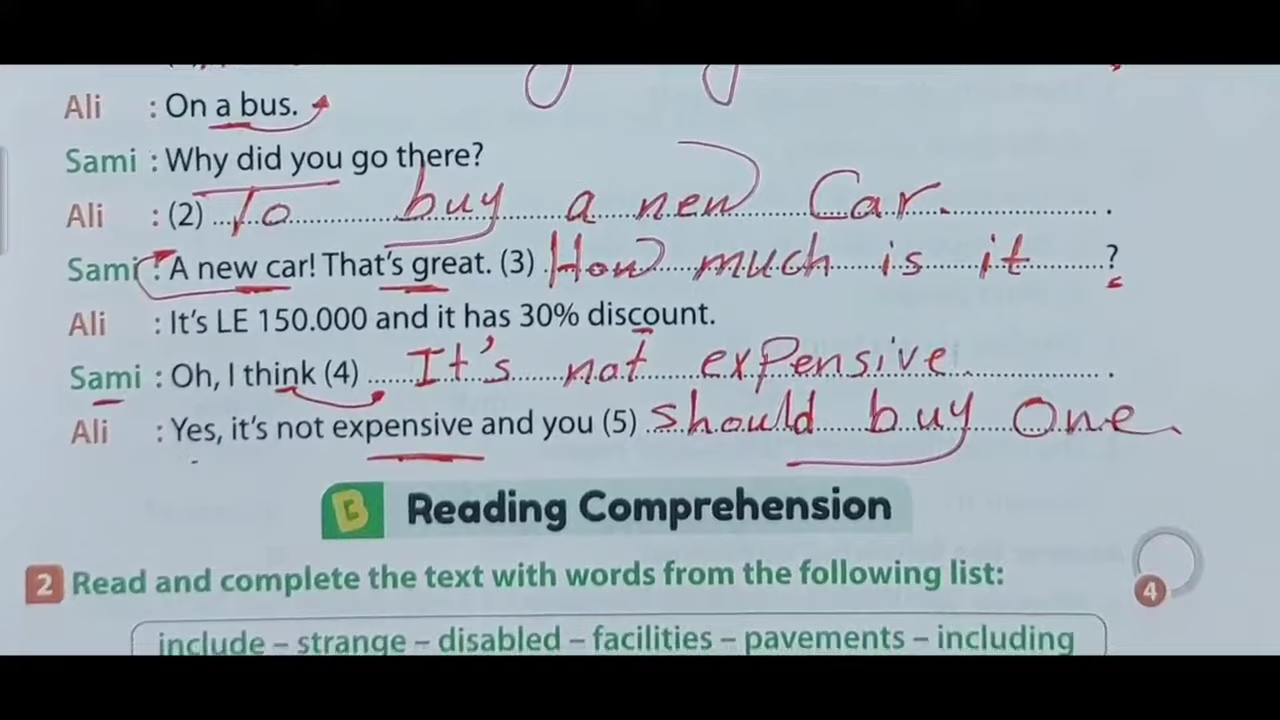 Ali : On a bus.
Sami : Why did you go there?
Ali : (2) To buy a new Car.
Sami : A new car! That's great. (3) How much is it ?
Ali : It's LE 150.000 and it has 30% discount.
Sami : Oh, I think (4) It's not expensive.
Ali : Yes, it's not expensive and you (5) should buy One.
B Reading Comprehension
2 Read and complete the text with words from the following list:
4
include – strange – disabled – facilities – pavements – including